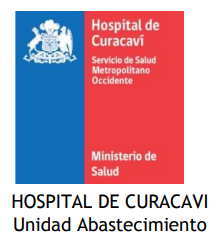 Hospital de
Curacaví
Servicio de Salud
Metropolitano
Occidente
Ministerio de
Salud
HOSPITAL DE CURACAVI
Unidad Abastecimiento